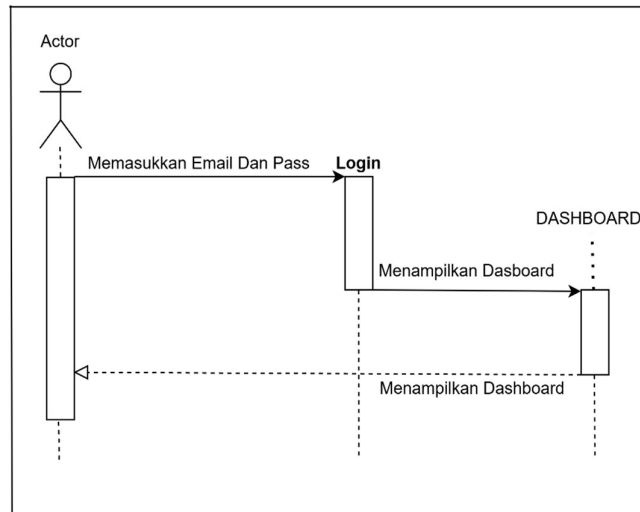 Actor
Memasukkan Email Dan Pass
Login
DASHBOARD
Menampilkan Dasboard
Menampilkan Dashboard